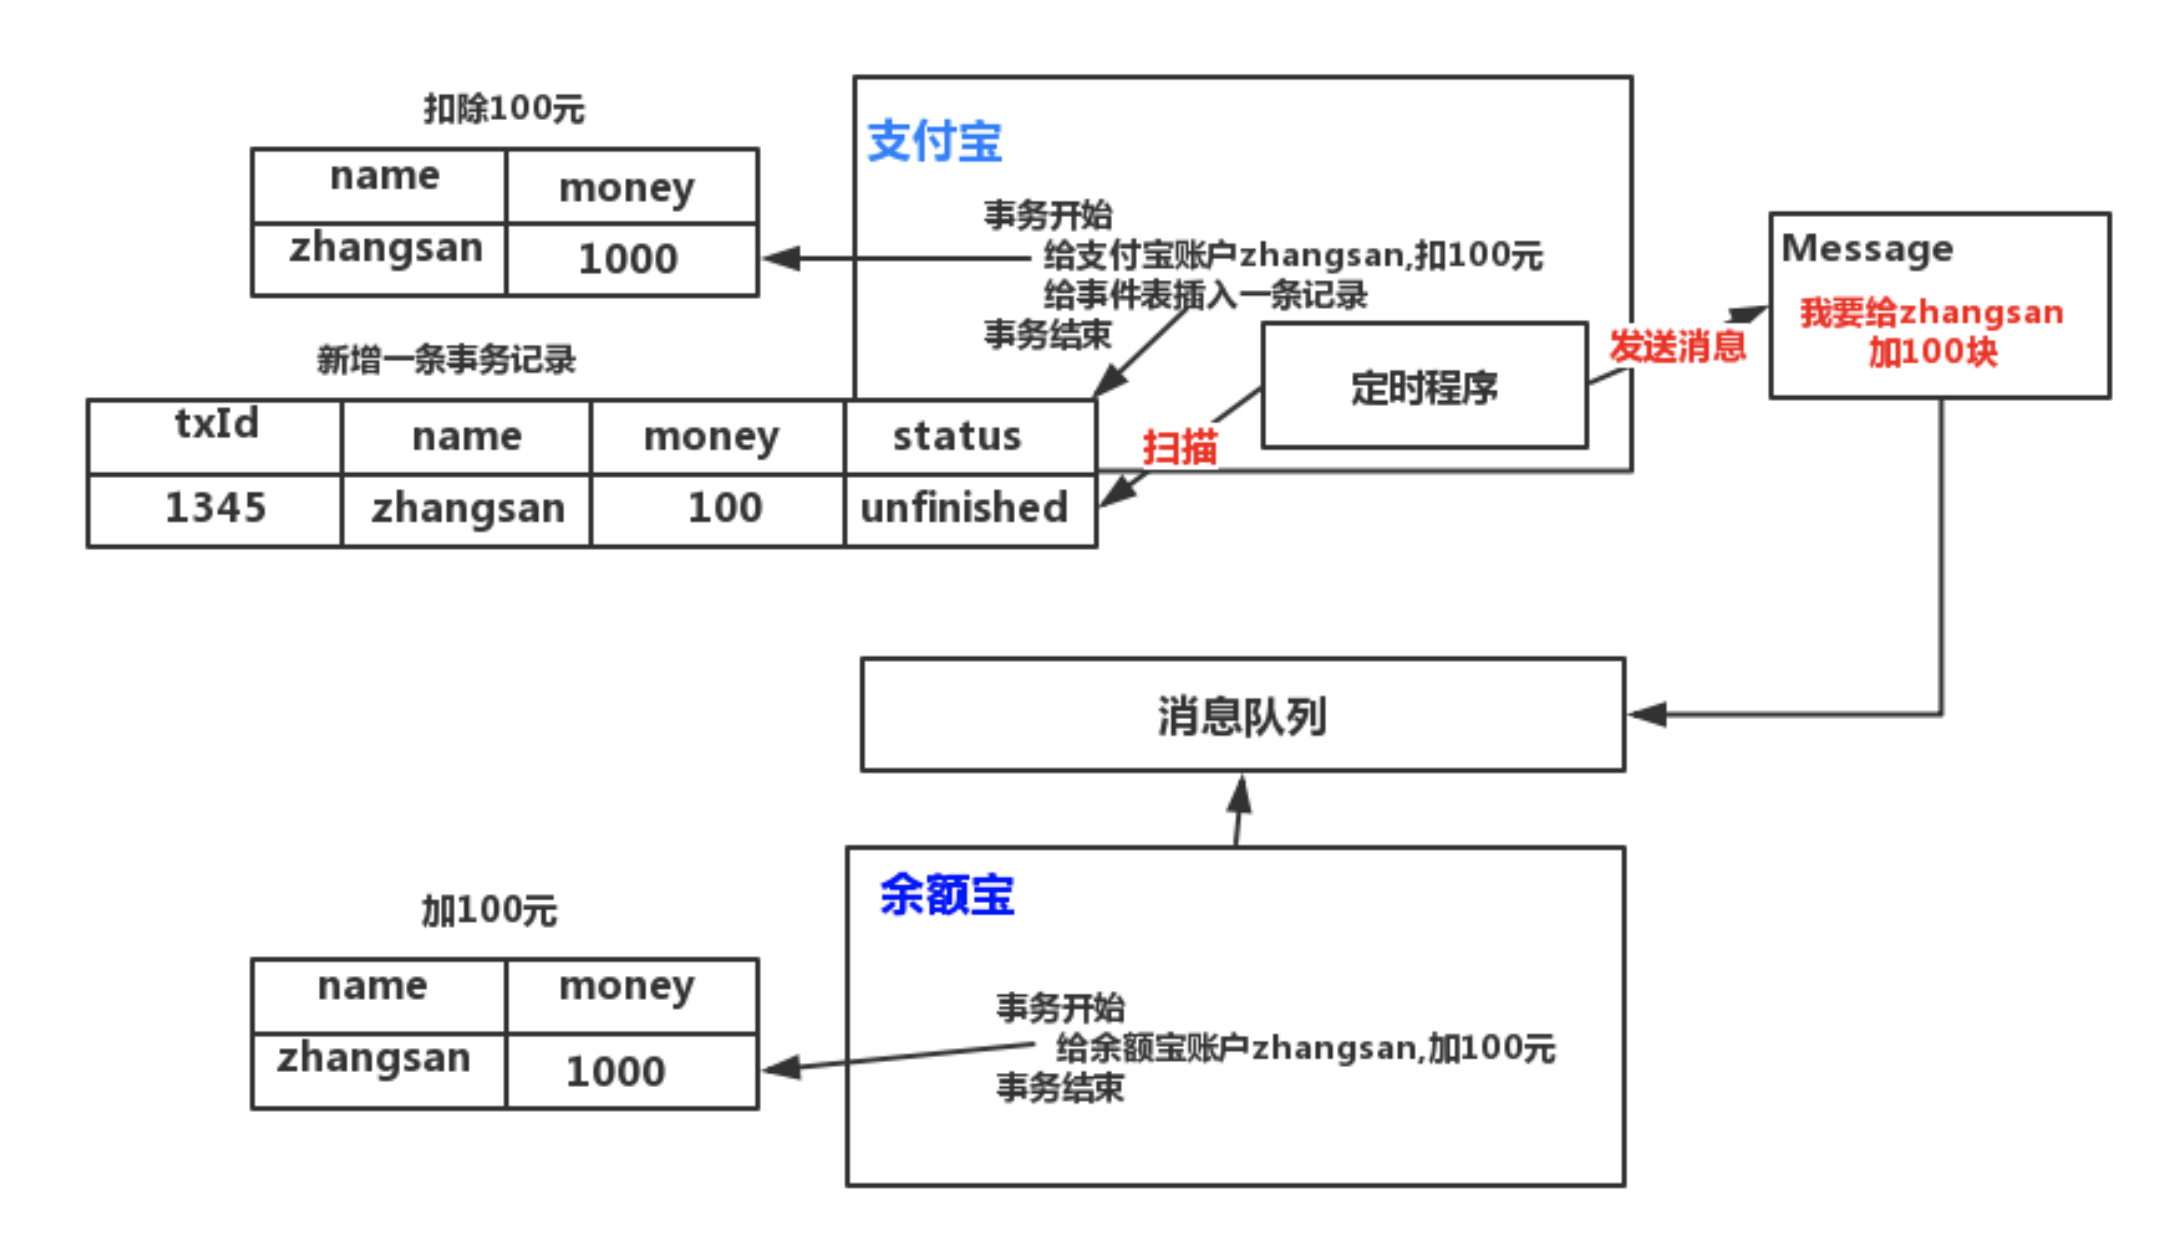 扣除100元
name money
zhangsan 1000
支付宝
事务开始
给支付宝账户zhangsan,扣100元
给事件表插入一条记录
事务结束
新增一条事务记录
txId name money status
1345 zhangsan 100 unfinished
定时程序
扫描
发送消息
Message
我要给zhangsan
加100块
消息队列
余额宝
加100元
name money
zhangsan 1000
事务开始
给余额宝账户zhangsan,加100元
事务结束